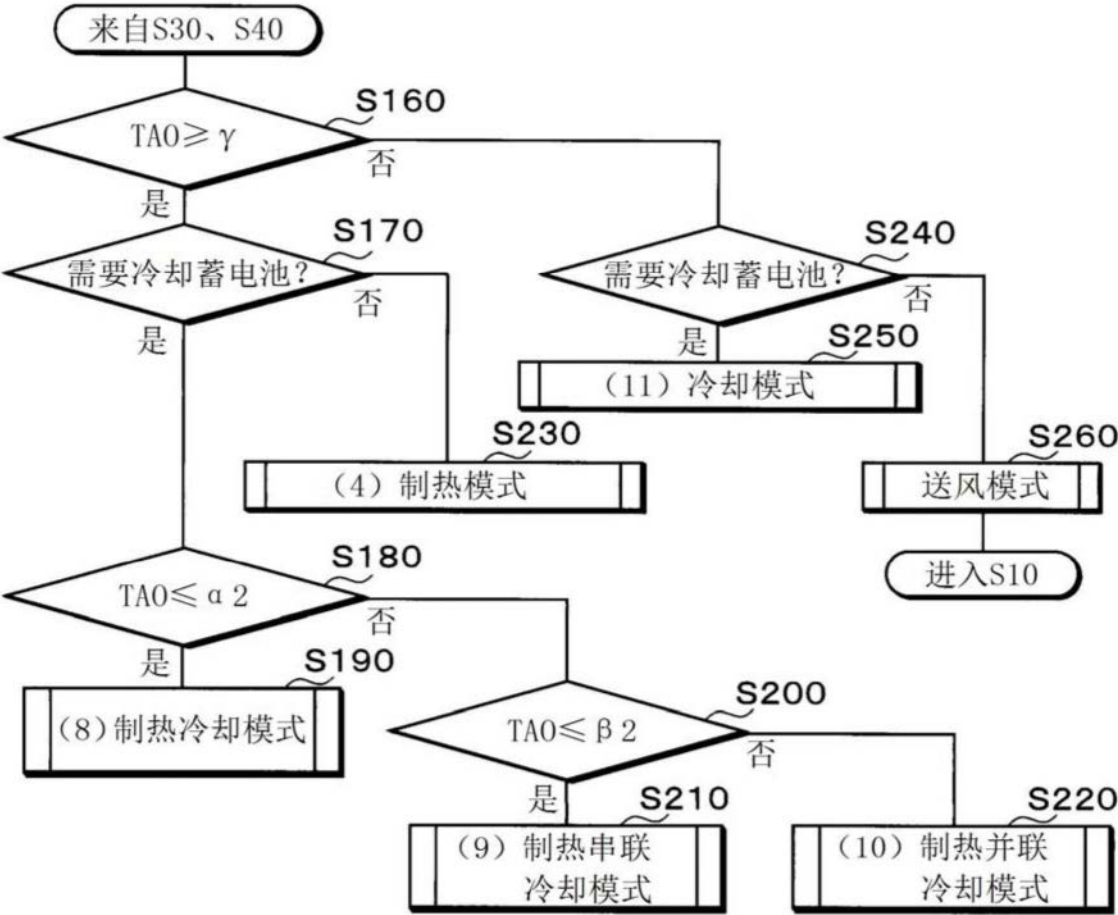 来自S30、S40
S160
TAO≥γ
否
是
S170
需要冷却蓄电池?
否
是
S240
需要冷却蓄电池?
否
是
S250
(11)冷却模式
S230
(4)制热模式
S260
送风模式
进入S10
S180
TAO≤α2
否
是
S190
(8)制热冷却模式
S200
TAO≤β2
否
是
S210
(9)制热串联
冷却模式
S220
(10)制热并联
冷却模式